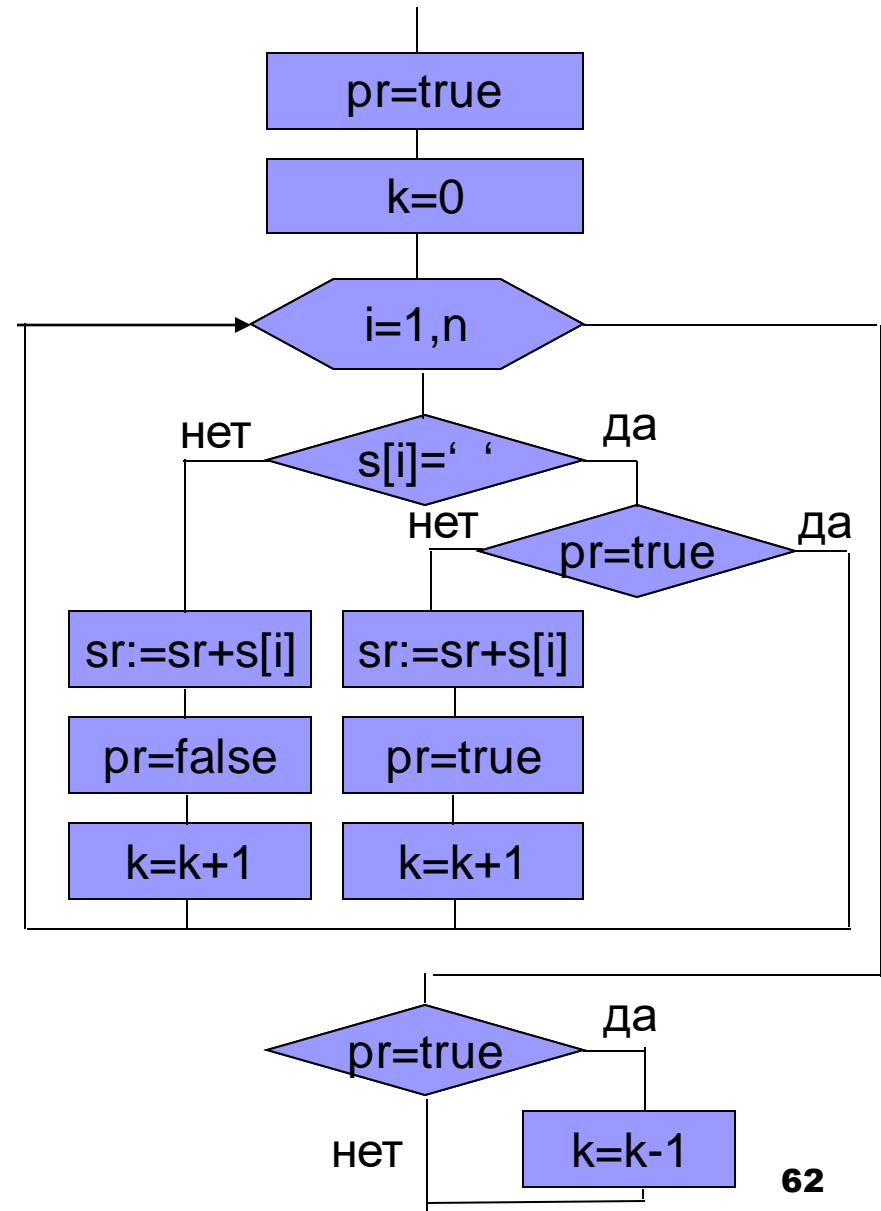 pr=true
k=0
i=1,n
нет
да
s[i]=‘ ‘
нет
да
pr=true
sr:=sr+s[i]
sr:=sr+s[i]
pr=false
pr=true
k=k+1
k=k+1
да
pr=true
нет
k=k-1
62